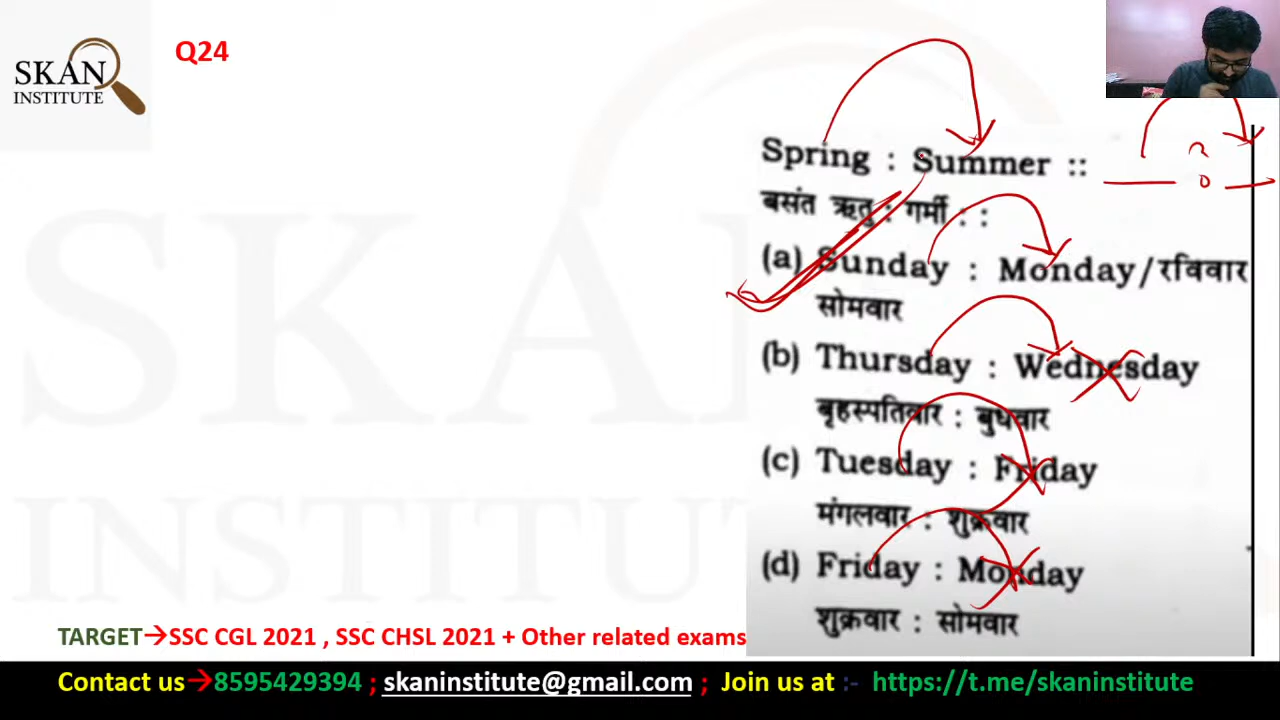 SKAN
INSTITUTE
Q24
Spring : Summer ::
बसंत ऋतु : गर्मी : :
(a) Sunday : Monday/रविवार
सोमवार
(b) Thursday : Wednesday
बृहस्पतिवार : बुधवार
(c) Tuesday : Friday
मंगलवार : शुक्रवार
(d) Friday : Monday
शुक्रवार : सोमवार
SKAN
INSTITUTE
TARGET→SSC CGL 2021 , SSC CHSL 2021 + Other related exams
Contact us→8595429394 ; skaninstitute@gmail.com ; Join us at :- https://t.me/skaninstitute